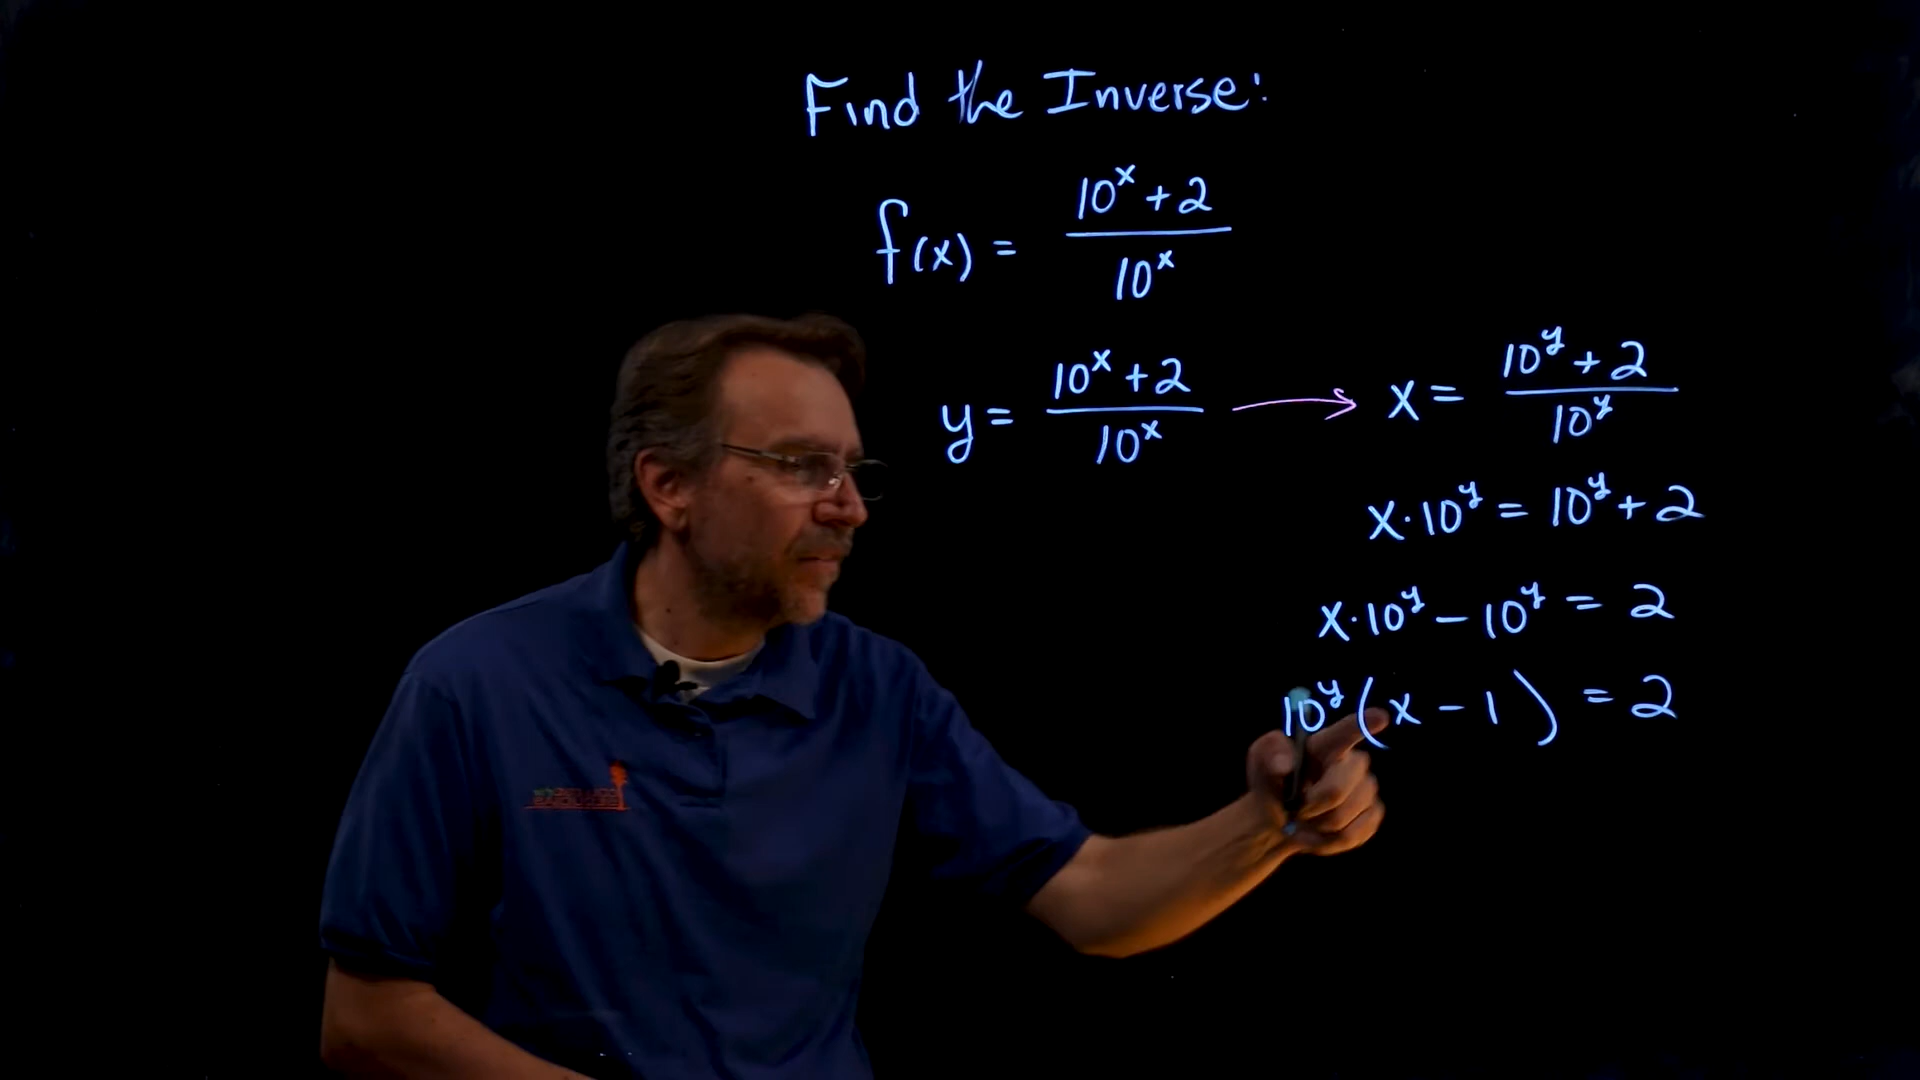 Find the Inverse:
f(x) = (10^x + 2) / 10^x
y = (10^x + 2) / 10^x → x = (10^y + 2) / 10^y
x·10^y = 10^y + 2
x·10^y − 10^y = 2
10^y (x − 1) = 2